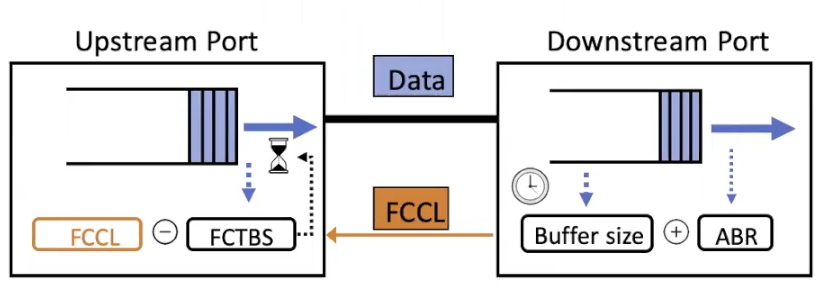 Upstream Port
Downstream Port
Data
FCCL
FCCL − FCTBS
Buffer size + ABR